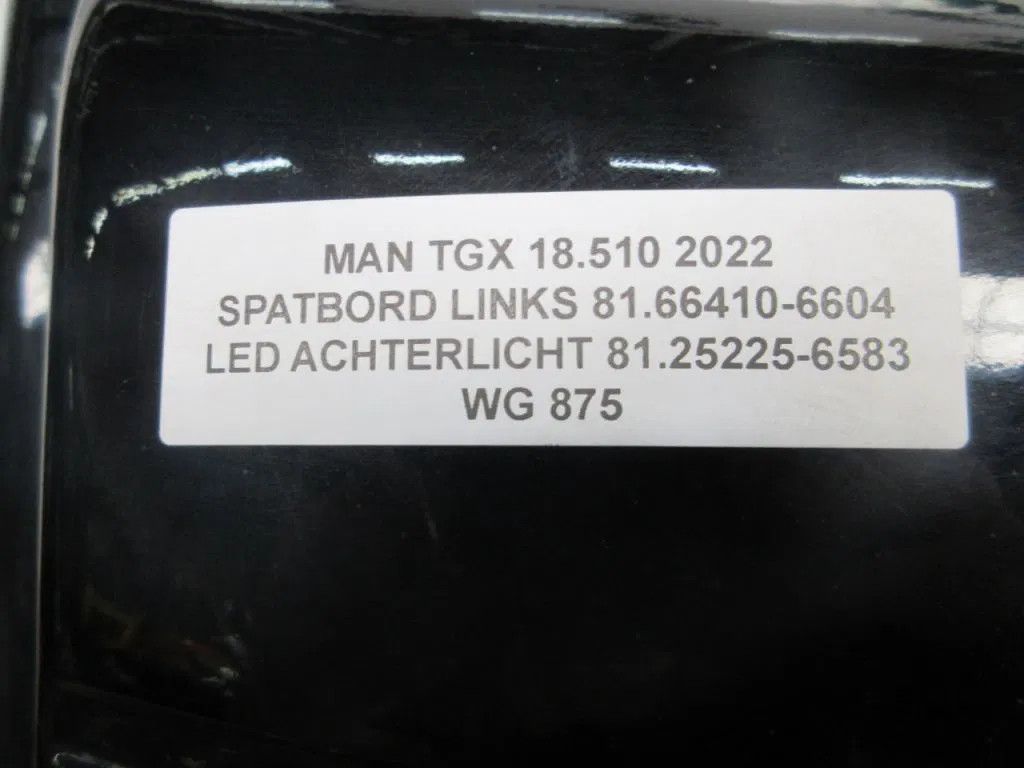 MAN TGX 18.510 2022
SPATBORD LINKS 81.66410-6604
LED ACHTERLICHT 81.25225-6583
WG 875